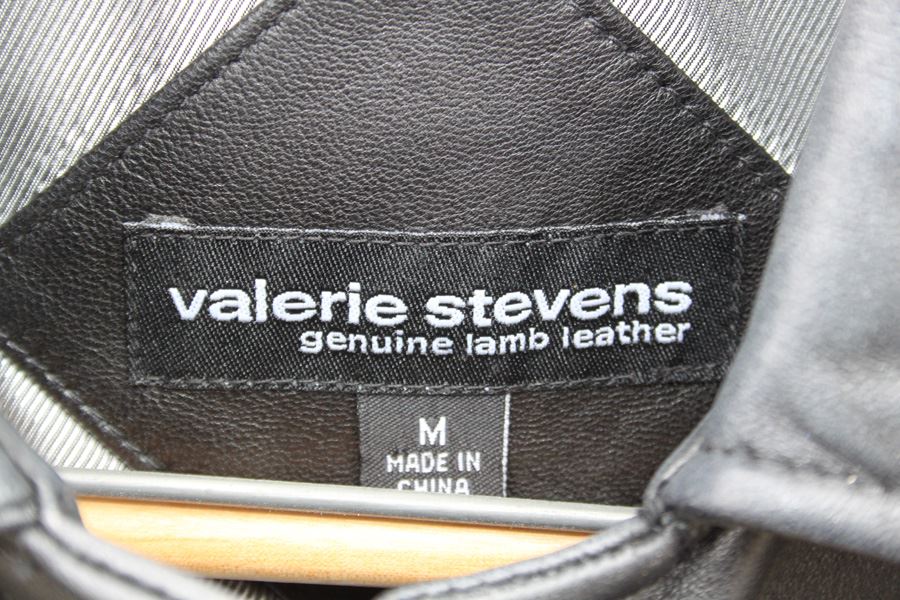 valerie stevens
genuine lamb leather
M
MADE IN
CHINA